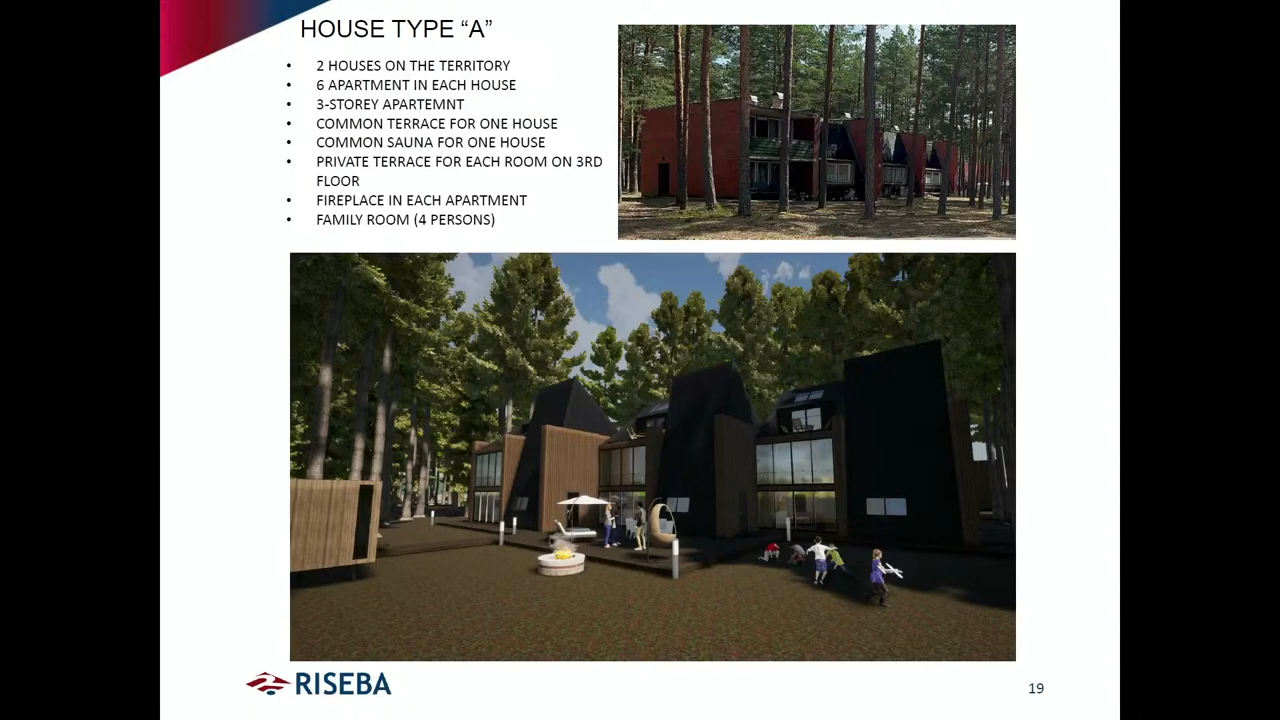 HOUSE TYPE “A”
• 2 HOUSES ON THE TERRITORY
• 6 APARTMENT IN EACH HOUSE
• 3-STOREY APARTEMNT
• COMMON TERRACE FOR ONE HOUSE
• COMMON SAUNA FOR ONE HOUSE
• PRIVATE TERRACE FOR EACH ROOM ON 3RD
FLOOR
• FIREPLACE IN EACH APARTMENT
• FAMILY ROOM (4 PERSONS)
RISEBA
19